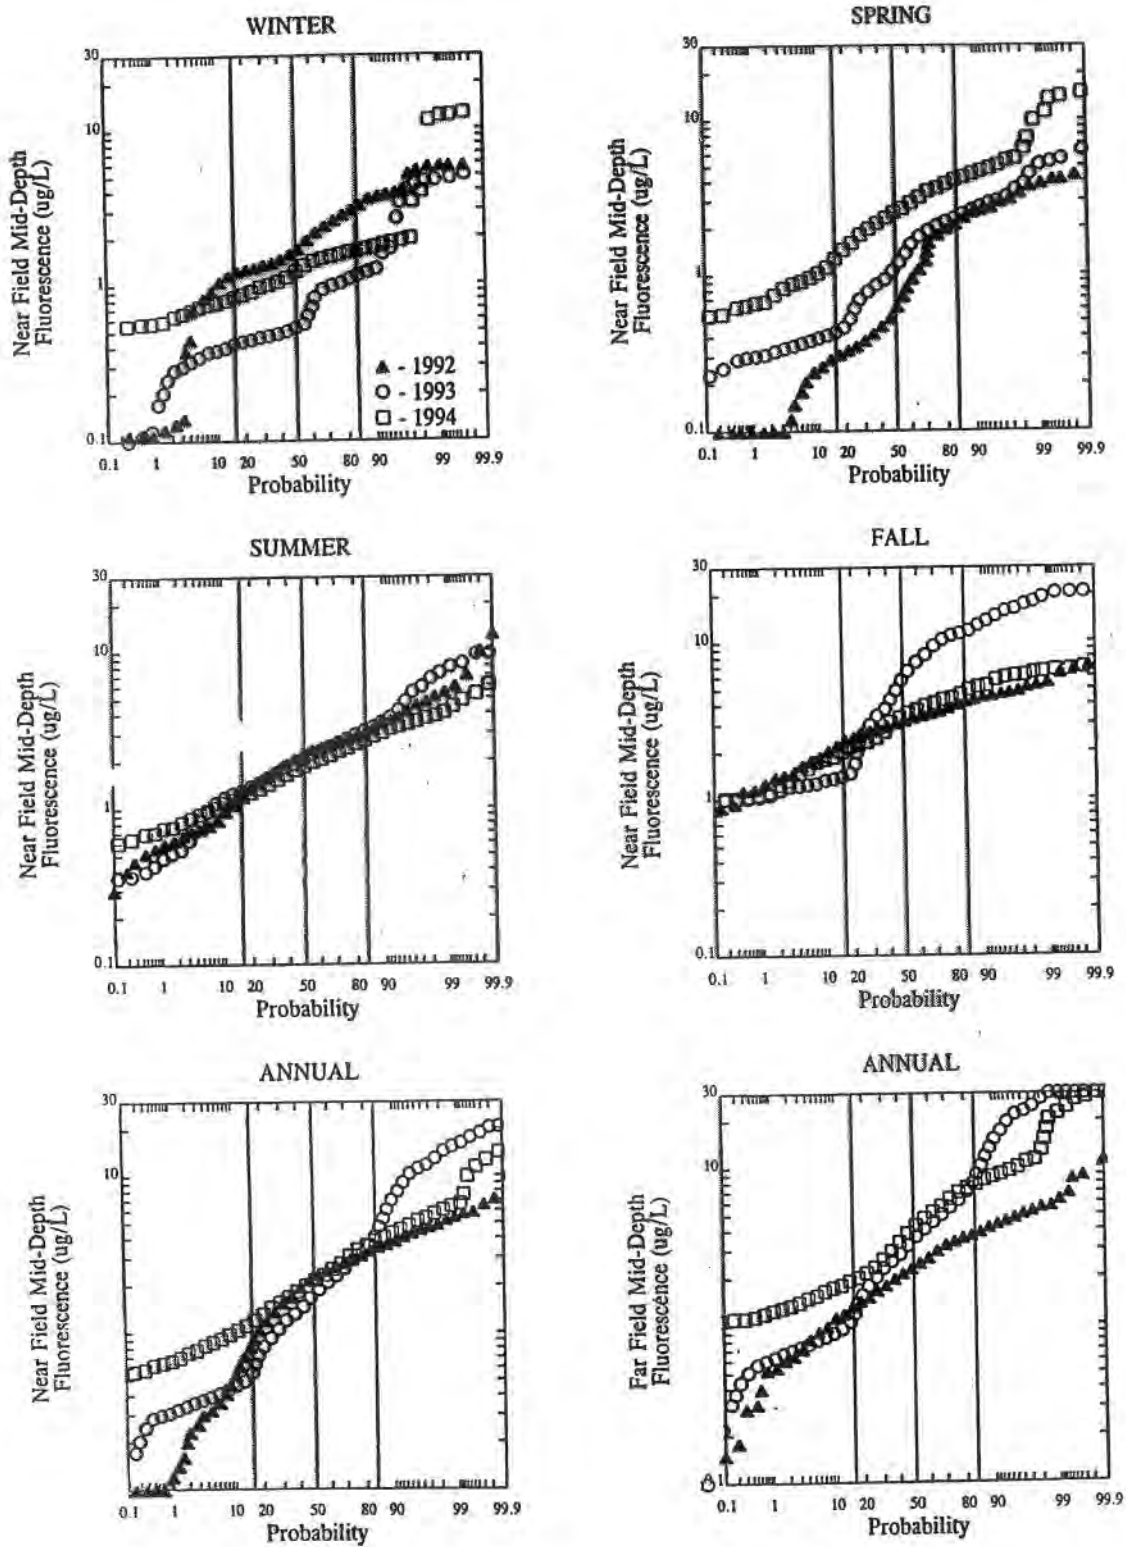 WINTER
30
10
1
0.1
Near Field Mid-Depth
Fluorescence (ug/L)
▲ - 1992
○ - 1993
□ - 1994
0.1 1 10 20 50 80 90 99 99.9
Probability
SPRING
30
10
1
0.1
Near Field Mid-Depth
Fluorescence (ug/L)
0.1 1 10 20 50 80 90 99 99.9
Probability
SUMMER
30
10
1
0.1
Near Field Mid-Depth
Fluorescence (ug/L)
0.1 1 10 20 50 80 90 99 99.9
Probability
FALL
30
10
1
0.1
Near Field Mid-Depth
Fluorescence (ug/L)
0.1 1 10 20 50 80 90 99 99.9
Probability
ANNUAL
30
10
Near Field Mid-Depth
Fluorescence (ug/L)
0.1 1 10 20 50 80 90 99 99.9
Probability
ANNUAL
30
10
Far Field Mid-Depth
Fluorescence (ug/L)
0.1 1 10 20 50 80 90 99 99.9
Probability